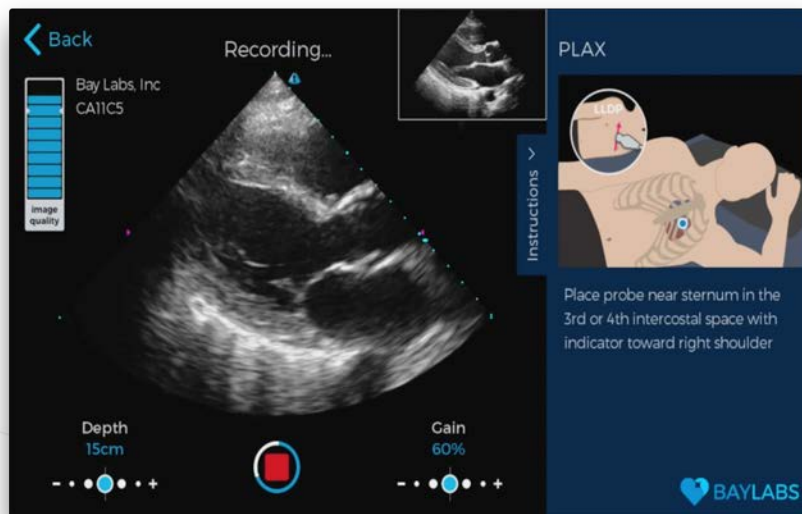 Back
Recording...
Bay Labs, Inc
CA11C5
image
quality
Instructions
PLAX
LLDP
Place probe near sternum in the
3rd or 4th intercostal space with
indicator toward right shoulder
Depth
15cm
Gain
60%
BAYLABS